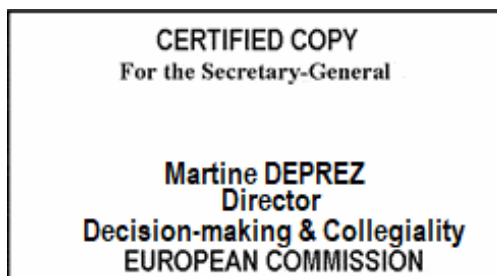 CERTIFIED COPY
For the Secretary-General
Martine DEPREZ
Director
Decision-making & Collegiality
EUROPEAN COMMISSION